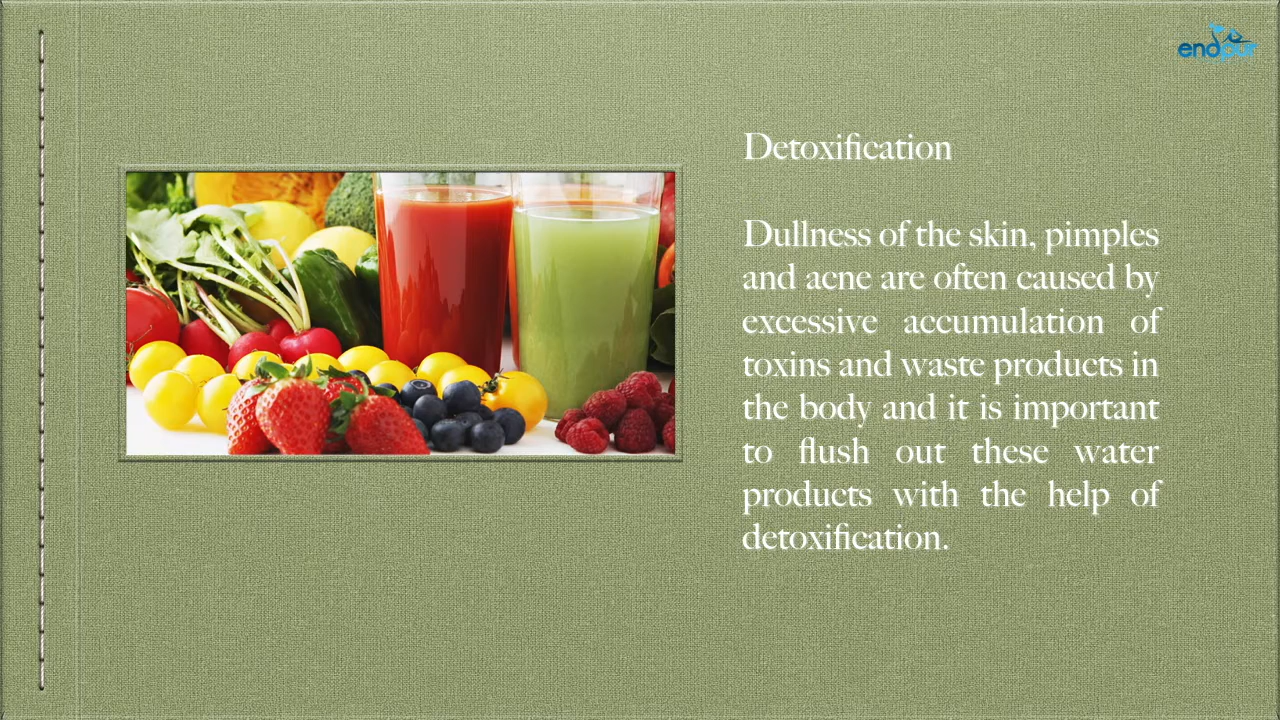 endpur
Detoxification
Dullness of the skin, pimples
and acne are often caused by
excessive accumulation of
toxins and waste products in
the body and it is important
to flush out these water
products with the help of
detoxification.